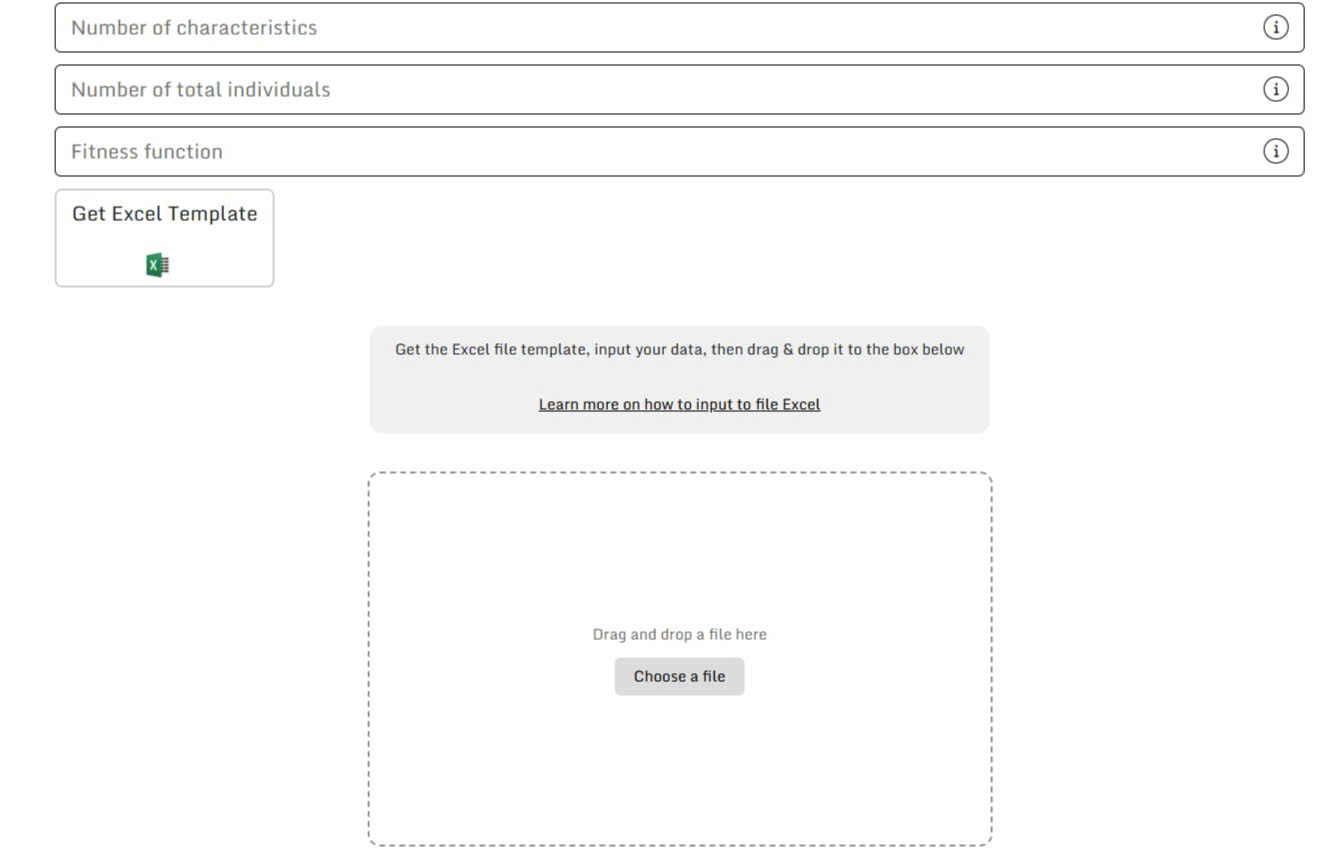 Number of characteristics
Number of total individuals
Fitness function
Get Excel Template
Get the Excel file template, input your data, then drag & drop it to the box below
Learn more on how to input to file Excel
Drag and drop a file here
Choose a file